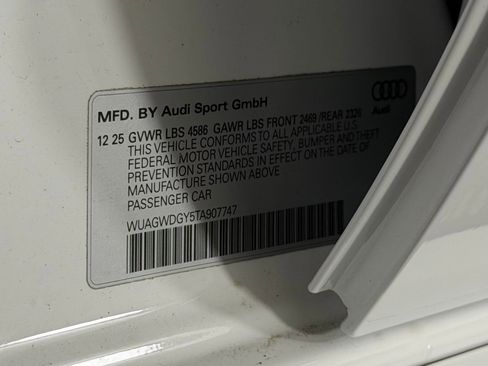 MFD. BY Audi Sport GmbH
12 25 GVWR LBS 4586 GAWR LBS FRONT 2469 /REAR 2326
THIS VEHICLE CONFORMS TO ALL APPLICABLE U.S.
FEDERAL MOTOR VEHICLE SAFETY, BUMPER AND THEFT
PREVENTION STANDARDS IN EFFECT ON THE DATE OF
MANUFACTURE SHOWN ABOVE
PASSENGER CAR
WUAGWDGY5TA907747
Audi